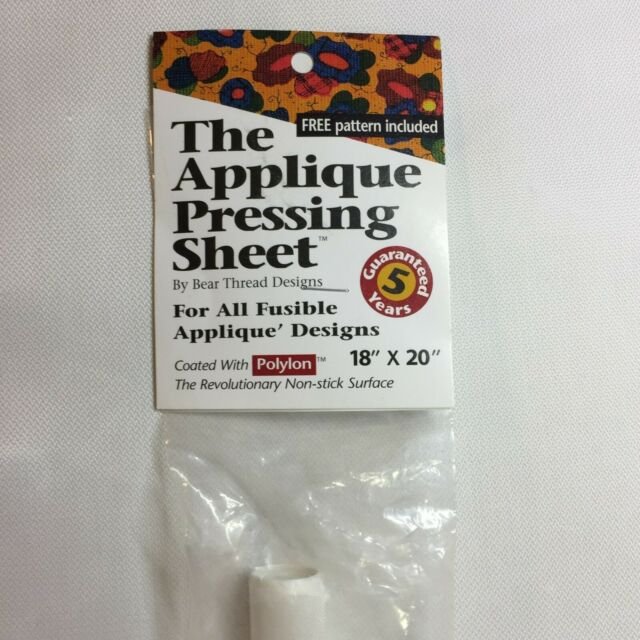 FREE pattern included
The
Applique
Pressing
Sheet™
By Bear Thread Designs
Guaranteed
5
Years
For All Fusible
Applique' Designs
Coated With Polylon™ 18" X 20"
The Revolutionary Non-stick Surface